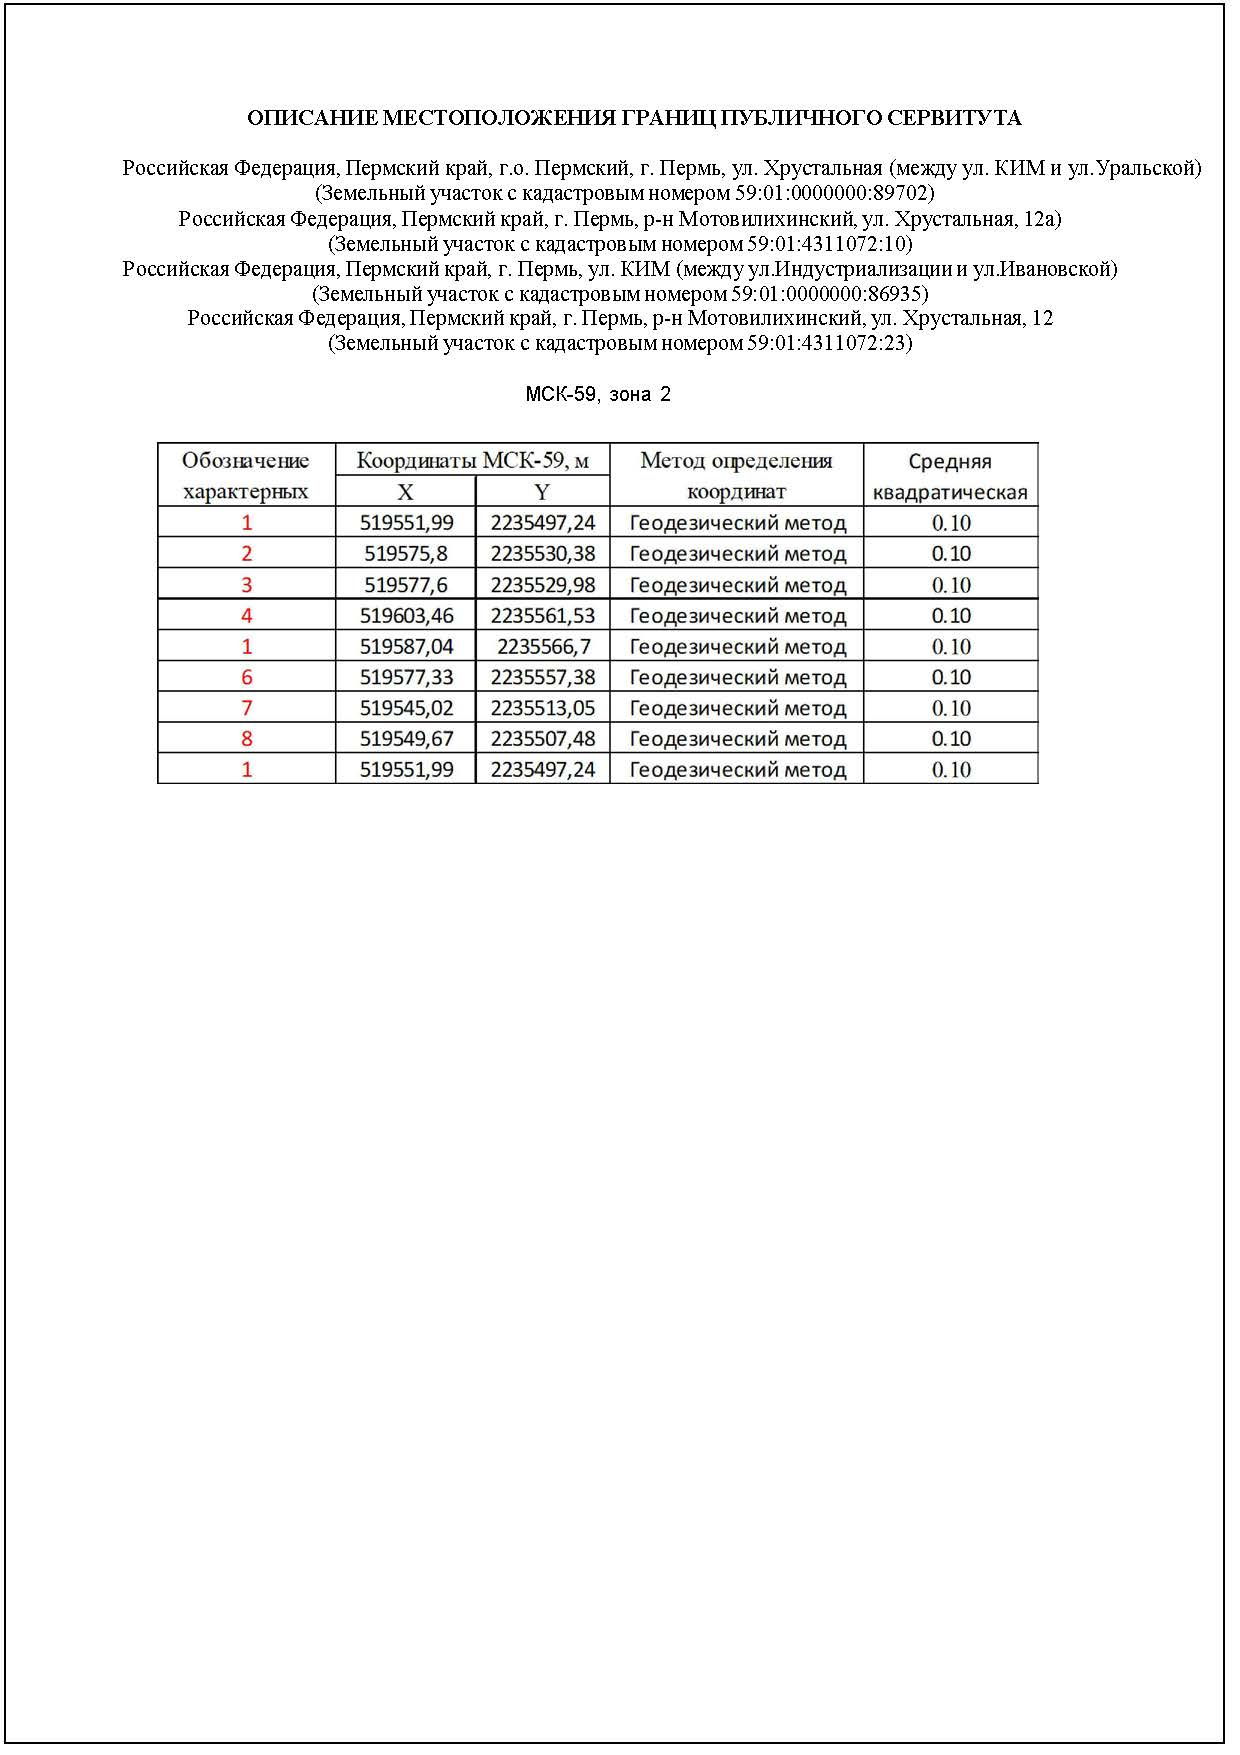 ОПИСАНИЕ МЕСТОПОЛОЖЕНИЯ ГРАНИЦ ПУБЛИЧНОГО СЕРВИТУТА
Российская Федерация, Пермский край, г.о. Пермский, г. Пермь, ул. Хрустальная (между ул. КИМ и ул.Уральской)
(Земельный участок с кадастровым номером 59:01:0000000:89702)
Российская Федерация, Пермский край, г. Пермь, р-н Мотовилихинский, ул. Хрустальная, 12а)
(Земельный участок с кадастровым номером 59:01:4311072:10)
Российская Федерация, Пермский край, г. Пермь, ул. КИМ (между ул.Индустриализации и ул.Ивановской)
(Земельный участок с кадастровым номером 59:01:0000000:86935)
Российская Федерация, Пермский край, г. Пермь, р-н Мотовилихинский, ул. Хрустальная, 12
(Земельный участок с кадастровым номером 59:01:4311072:23)
МСК-59, зона 2
Обозначение Координаты МСК-59, м Метод определения Средняя
характерных X Y координат квадратическая
1 519551,99 2235497,24 Геодезический метод 0.10
2 519575,8 2235530,38 Геодезический метод 0.10
3 519577,6 2235529,98 Геодезический метод 0.10
4 519603,46 2235561,53 Геодезический метод 0.10
1 519587,04 2235566,7 Геодезический метод 0.10
6 519577,33 2235557,38 Геодезический метод 0.10
7 519545,02 2235513,05 Геодезический метод 0.10
8 519549,67 2235507,48 Геодезический метод 0.10
1 519551,99 2235497,24 Геодезический метод 0.10